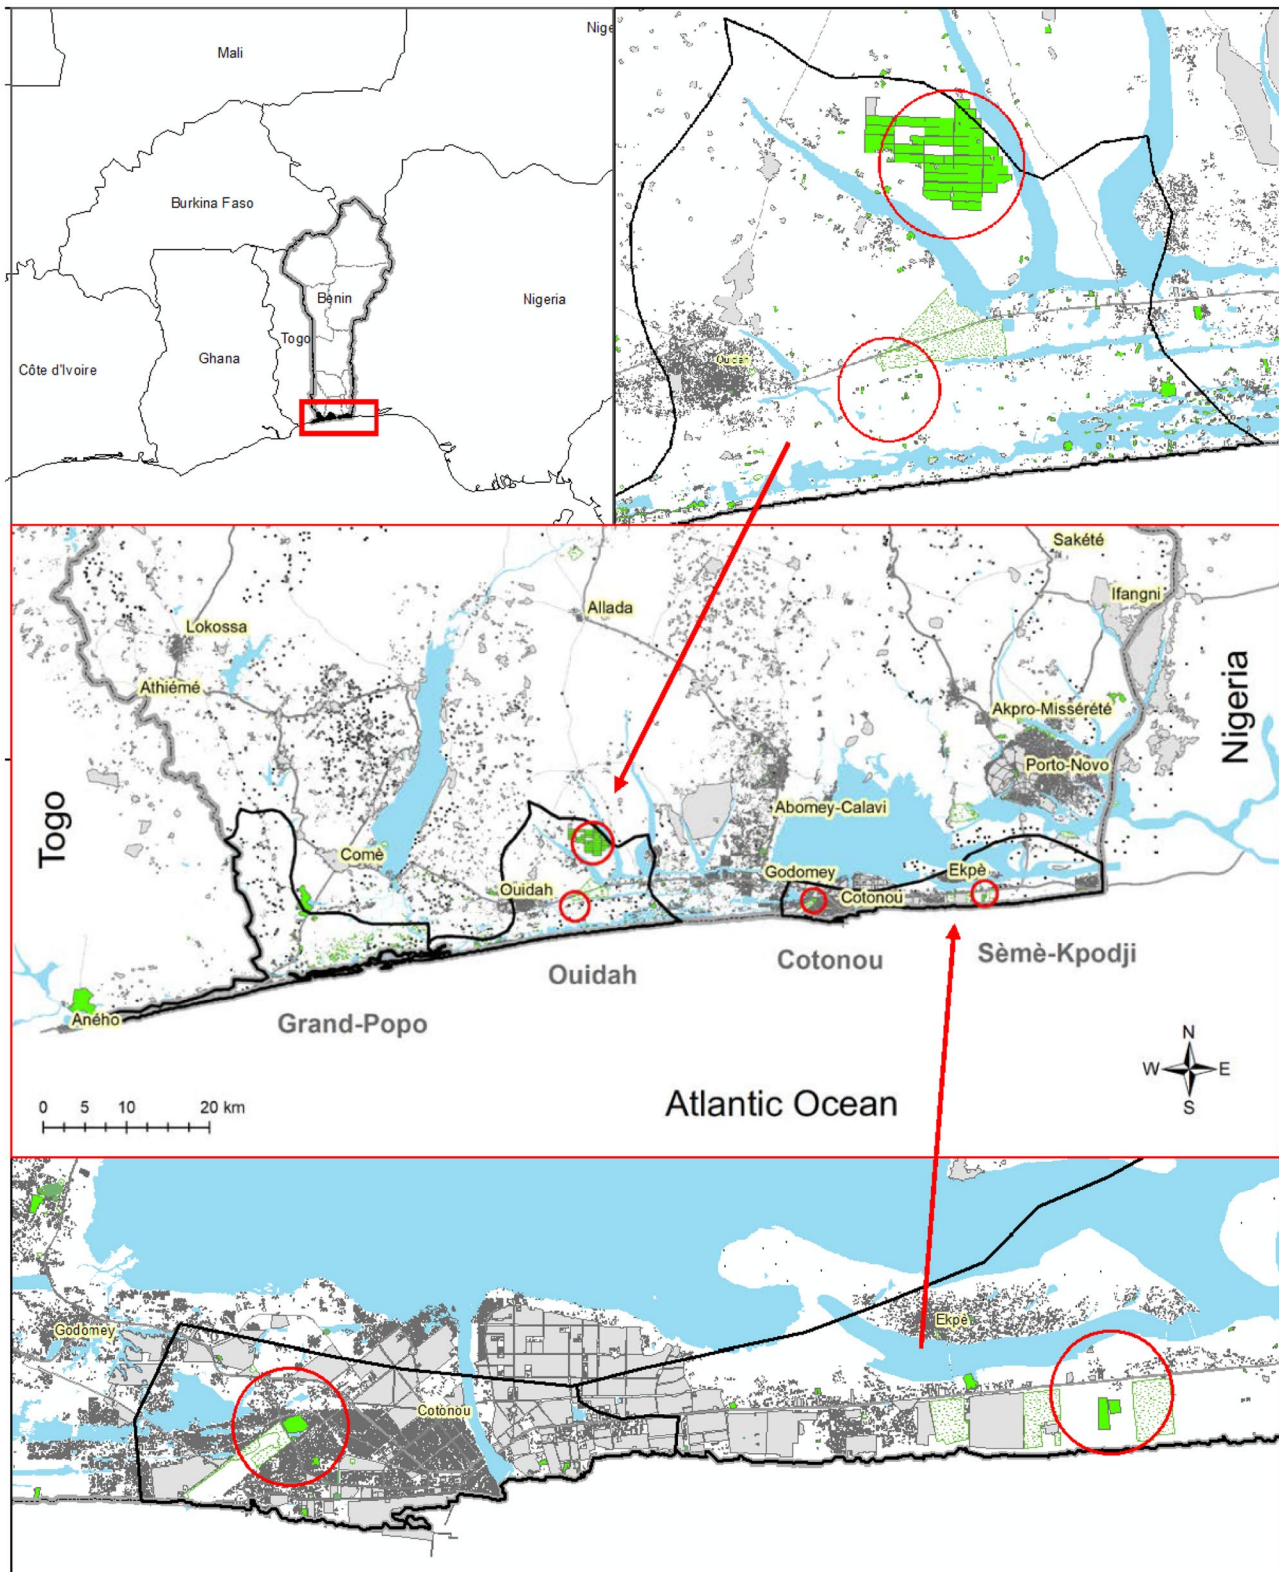 Mali
Nige
Burkina Faso
Benin
Nigeria
Togo
Ghana
Côte d'Ivoire
Sakété
Ifangni
Allada
Lokossa
Athiémé
Akpro-Missérété
Nigeria
Porto-Novo
Togo
Abomey-Calavi
Comè
Godomey
Ekpè
Ouidah
Cotonou
Sèmè-Kpodji
Cotonou
Ouidah
Aného
Grand-Popo
N
W
E
S
0 5 10 20 km
Atlantic Ocean
Godomey
Ekpè
Cotonou